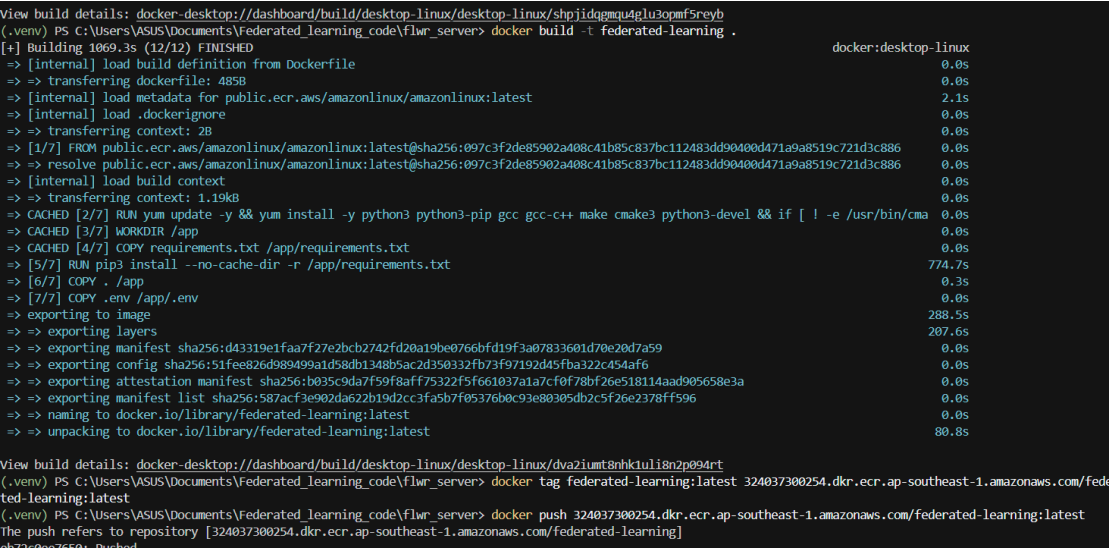 View build details: docker-desktop://dashboard/build/desktop-linux/desktop-linux/shpjidqgmqu4glu3opmf5reyb
(.venv) PS C:\Users\ASUS\Documents\Federated_learning_code\flwr_server> docker build -t federated-learning .
[+] Building 1069.3s (12/12) FINISHED docker:desktop-linux
=> [internal] load build definition from Dockerfile 0.0s
=> => transferring dockerfile: 485B 0.0s
=> [internal] load metadata for public.ecr.aws/amazonlinux/amazonlinux:latest 2.1s
=> [internal] load .dockerignore 0.0s
=> => transferring context: 2B 0.0s
=> [1/7] FROM public.ecr.aws/amazonlinux/amazonlinux:latest@sha256:097c3f2de85902a408c41b85c837bc112483dd90400d471a9a8519c721d3c886 0.0s
=> => resolve public.ecr.aws/amazonlinux/amazonlinux:latest@sha256:097c3f2de85902a408c41b85c837bc112483dd90400d471a9a8519c721d3c886 0.0s
=> [internal] load build context 0.0s
=> => transferring context: 1.19kB 0.0s
=> CACHED [2/7] RUN yum update -y && yum install -y python3 python3-pip gcc gcc-c++ make cmake3 python3-devel && if [ ! -e /usr/bin/cma 0.0s
=> CACHED [3/7] WORKDIR /app 0.0s
=> CACHED [4/7] COPY requirements.txt /app/requirements.txt 0.0s
=> [5/7] RUN pip3 install --no-cache-dir -r /app/requirements.txt 774.7s
=> [6/7] COPY . /app 0.3s
=> [7/7] COPY .env /app/.env 0.0s
=> exporting to image 288.5s
=> => exporting layers 207.6s
=> => exporting manifest sha256:d43319e1faa7f27e2bcb2742fd20a19be0766bfd19f3a07833601d70e20d7a59 0.0s
=> => exporting config sha256:51fee826d989499a1d58db1348b5ac2d350332fb73f97192d45fba322c454af6 0.0s
=> => exporting attestation manifest sha256:b035c9da7f59f8aff75322f5f661037a1a7cf0f78bf26e518114aad905658e3a 0.0s
=> => exporting manifest list sha256:587acf3e902da622b19d2cc3fa5b7f05376b0c93e80305db2c5f26e2378ff596 0.0s
=> => naming to docker.io/library/federated-learning:latest 0.0s
=> => unpacking to docker.io/library/federated-learning:latest 80.8s
View build details: docker-desktop://dashboard/build/desktop-linux/desktop-linux/dva2iumt8nhk1uli8n2p094rt
(.venv) PS C:\Users\ASUS\Documents\Federated_learning_code\flwr_server> docker tag federated-learning:latest 324037300254.dkr.ecr.ap-southeast-1.amazonaws.com/fede
ted-learning:latest
(.venv) PS C:\Users\ASUS\Documents\Federated_learning_code\flwr_server> docker push 324037300254.dkr.ecr.ap-southeast-1.amazonaws.com/federated-learning:latest
The push refers to repository [324037300254.dkr.ecr.ap-southeast-1.amazonaws.com/federated-learning]
Pushed